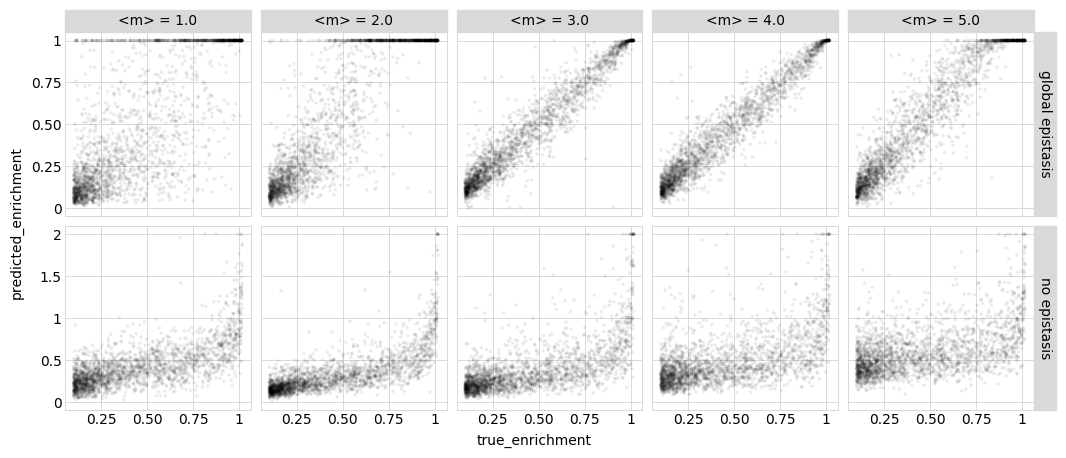 <m> = 1.0 <m> = 2.0 <m> = 3.0 <m> = 4.0 <m> = 5.0
1
0.75
0.50
0.25
0
global epistasis
predicted_enrichment
2
1.5
1
0.5
0
no epistasis
0.25 0.50 0.75 1 0.25 0.50 0.75 1 0.25 0.50 0.75 1 0.25 0.50 0.75 1 0.25 0.50 0.75 1
true_enrichment